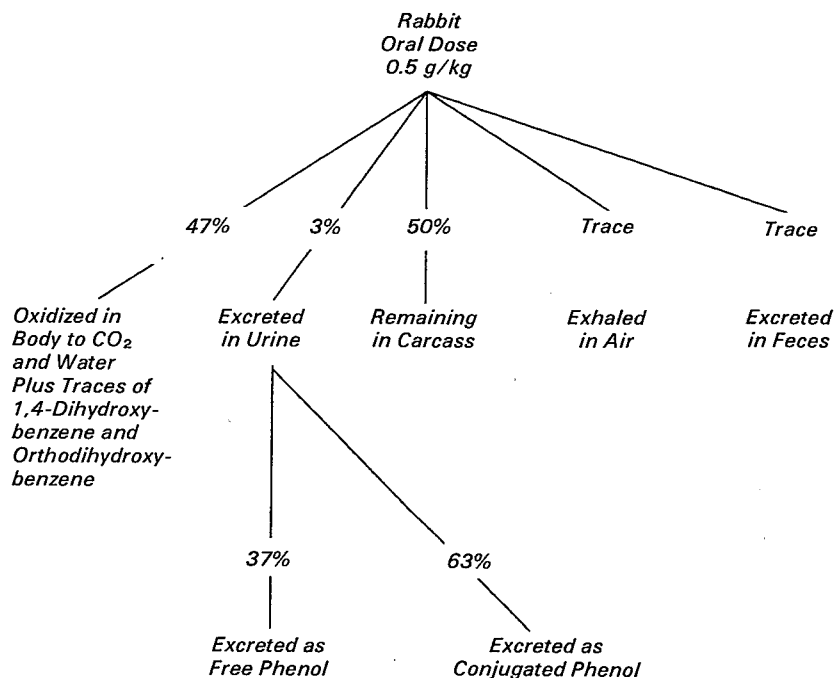 Rabbit
Oral Dose
0.5 g/kg
47%
3%
50%
Trace
Trace
Oxidized in
Body to CO₂
and Water
Plus Traces of
1,4-Dihydroxy-
benzene and
Orthodihydroxy-
benzene
Excreted
in Urine
Remaining
in Carcass
Exhaled
in Air
Excreted
in Feces
37%
63%
Excreted as
Free Phenol
Excreted as
Conjugated Phenol